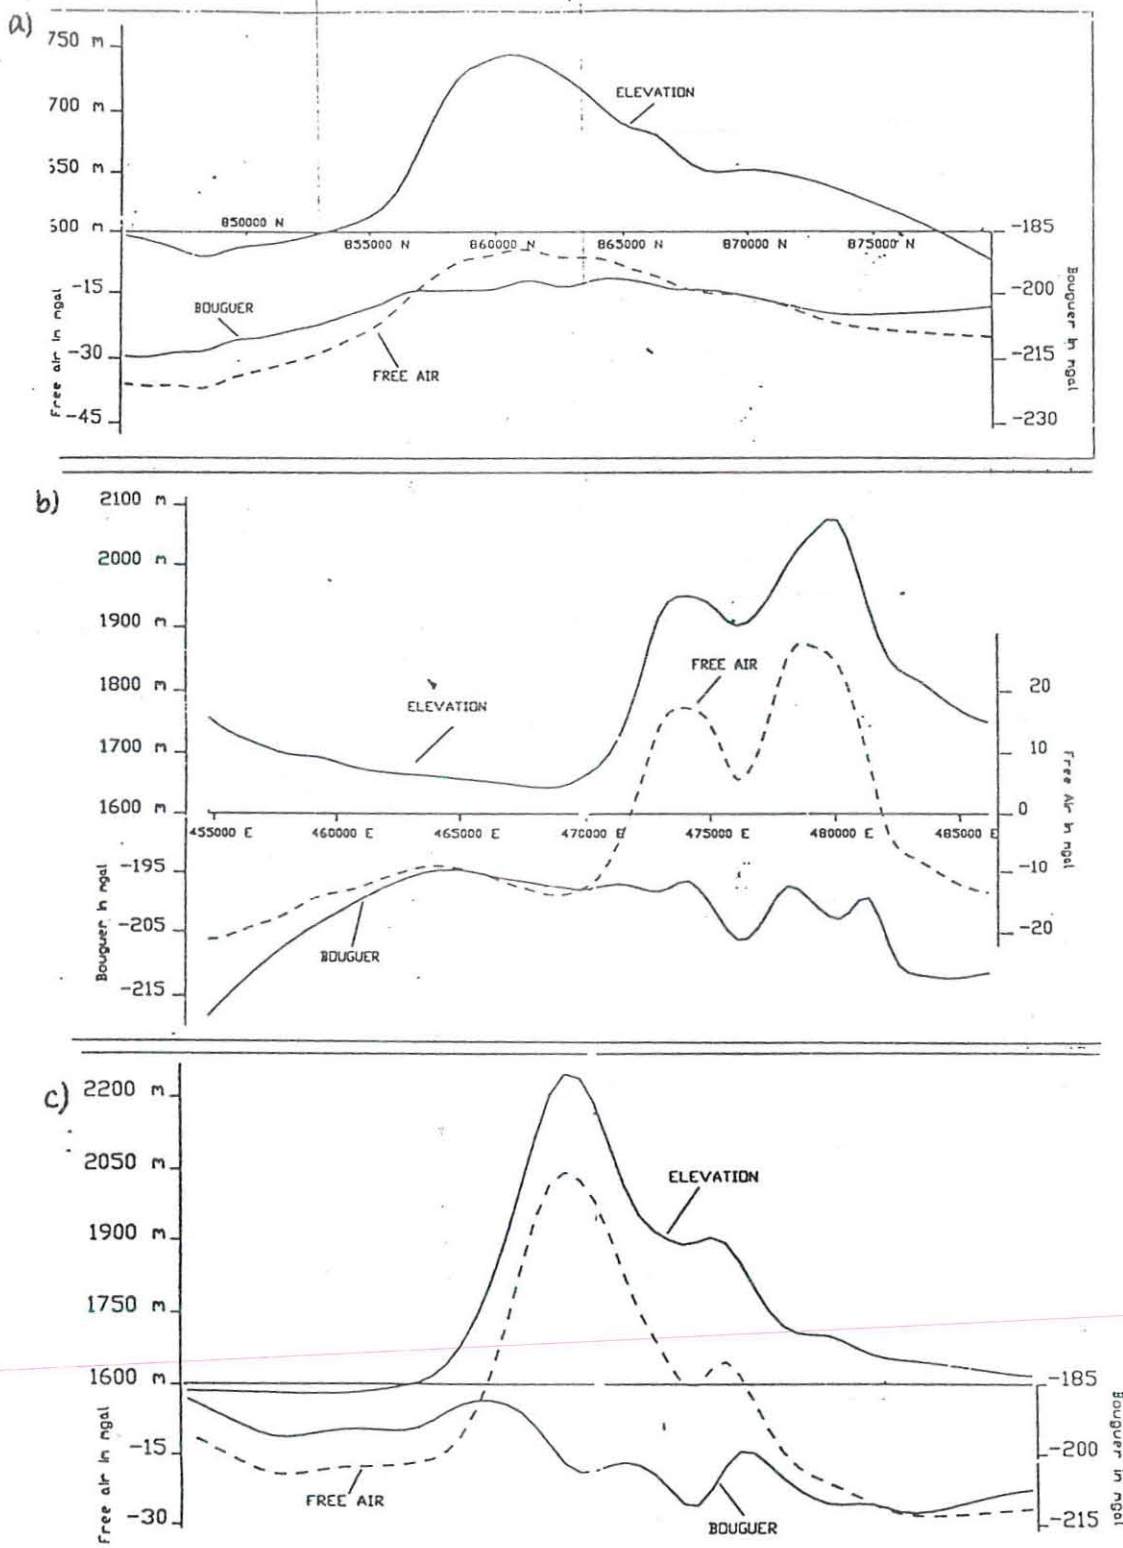 a)
750 m
700 m
ELEVATION
650 m
600 m
850000 N
855000 N
860000 N
865000 N
870000 N
875000 N
-185
-15
-200
BOUGUER
-30
-215
FREE AIR
-45
-230
Free air in mgal
Bouguer in mgal
b)
2100 m
2000 m
1900 m
1800 m
FREE AIR
20
ELEVATION
1700 m
10
1600 m
0
455000 E
460000 E
465000 E
470000 E
475000 E
480000 E
485000 E
-195
-10
-205
-20
BOUGUER
-215
Bouguer in mgal
Free Air in mgal
c)
2200 m
2050 m
ELEVATION
1900 m
1750 m
1600 m
-185
-15
-200
FREE AIR
-30
-215
BOUGUER
Free air in mgal
Bouguer in mgal